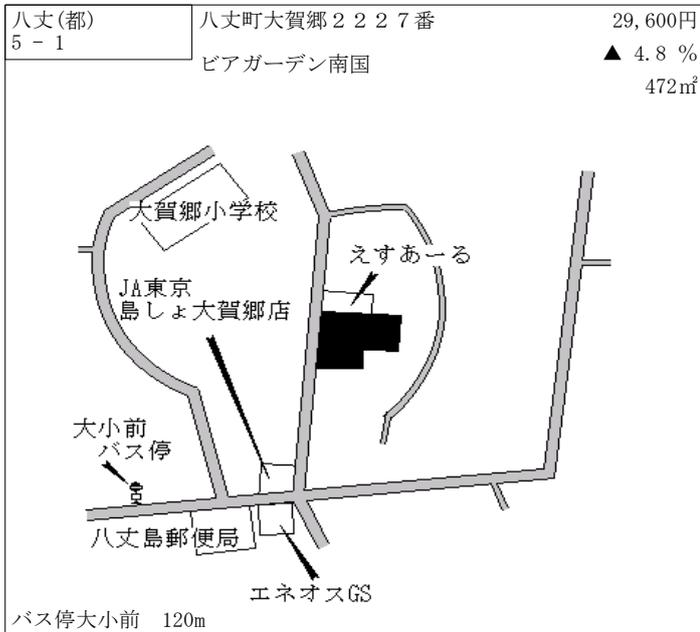 八丈(都)
5 - 1
八丈町大賀郷２２２７番
ビアガーデン南国
29,600円
▲ 4.8 %
472㎡
大賀郷小学校
えすあーる
JA東京
島しょ大賀郷店
大小前
バス停
八丈島郵便局
エネオスGS
バス停大小前　120m